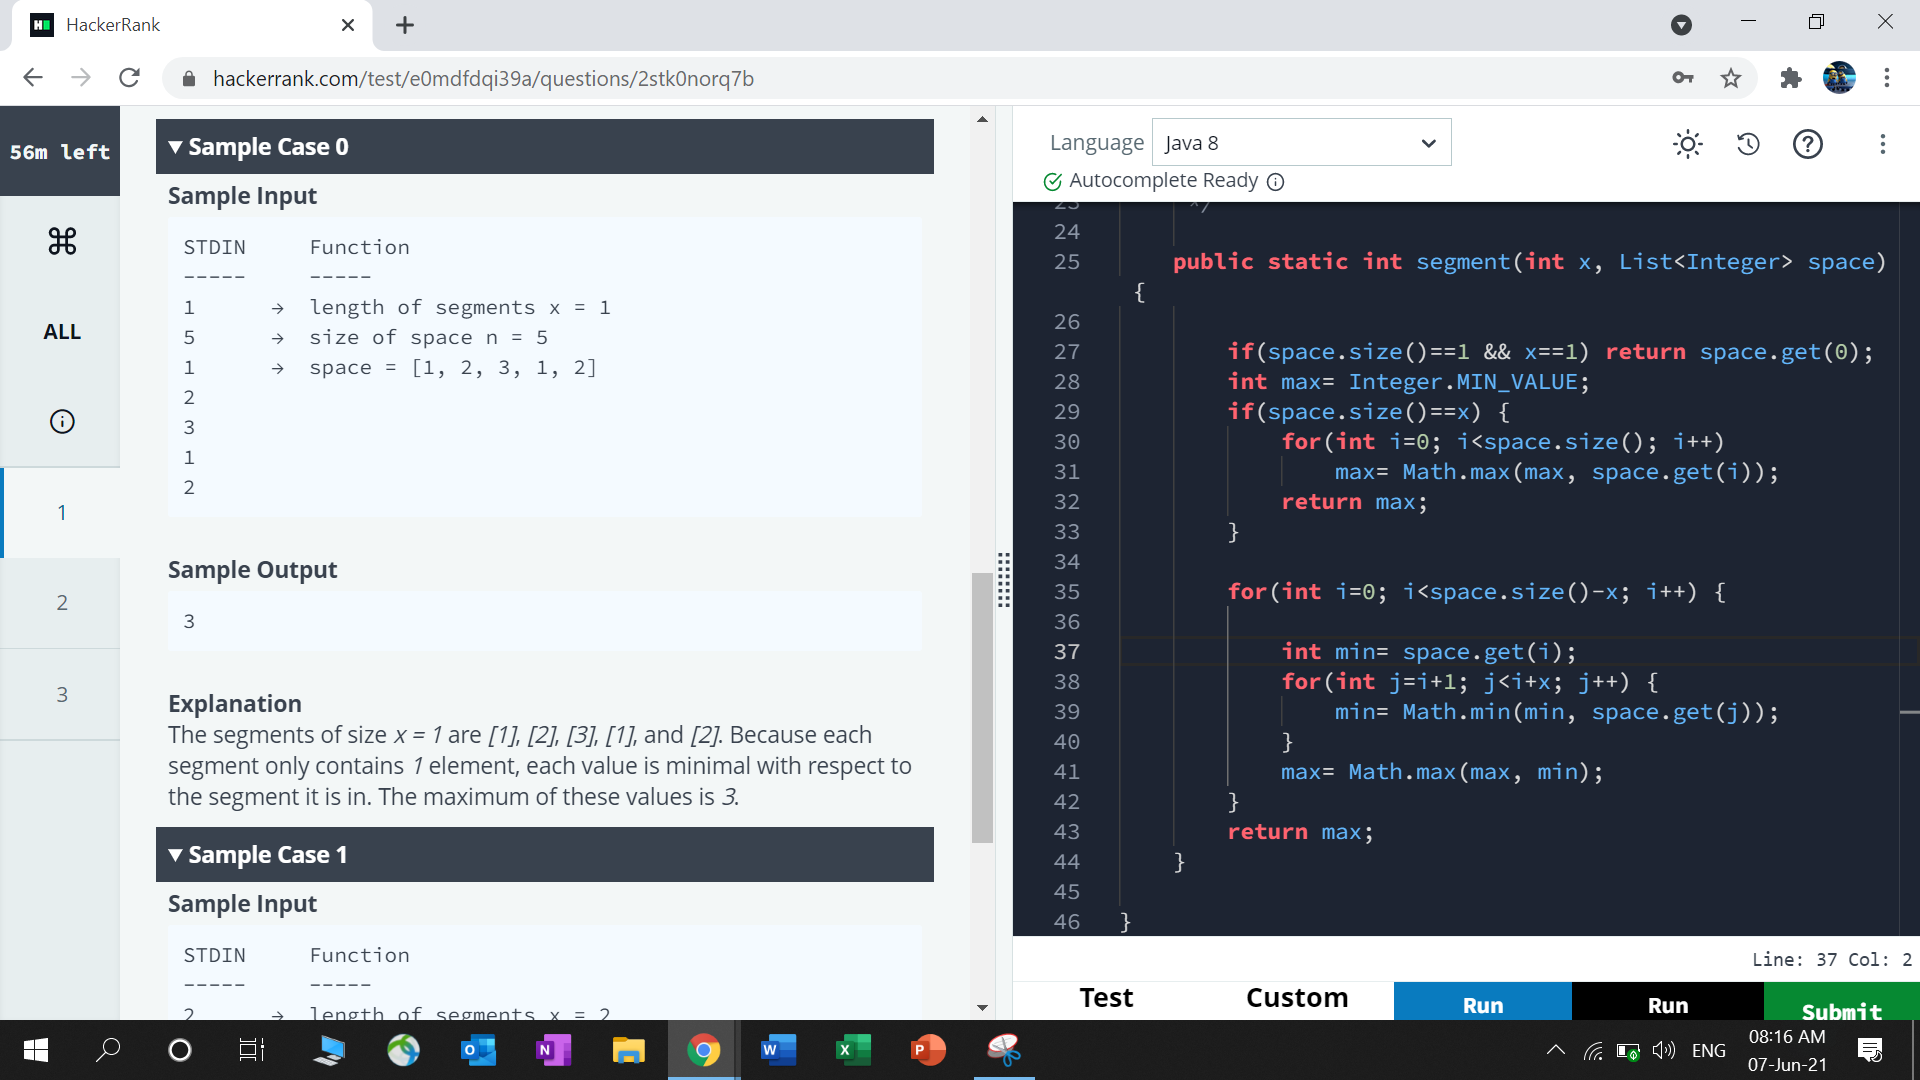 HackerRank
hackerrank.com/test/e0mdfdqi39a/questions/2stk0norq7b
56m left
ALL
1
2
3
Sample Case 0
Sample Input
STDIN Function
----- -----
1 → length of segments x = 1
5 → size of space n = 5
1 → space = [1, 2, 3, 1, 2]
2
3
1
2
Sample Output
3
Explanation
The segments of size x = 1 are [1], [2], [3], [1], and [2]. Because each
segment only contains 1 element, each value is minimal with respect to
the segment it is in. The maximum of these values is 3.
Sample Case 1
Sample Input
STDIN Function
----- -----
2 → length of segments x = 2
Language Java 8
Autocomplete Ready
23 */
24
25 public static int segment(int x, List<Integer> space)
{
26
27 if(space.size()==1 && x==1) return space.get(0);
28 int max= Integer.MIN_VALUE;
29 if(space.size()==x) {
30 for(int i=0; i<space.size(); i++)
31 max= Math.max(max, space.get(i));
32 return max;
33 }
34
35 for(int i=0; i<space.size()-x; i++) {
36
37 int min= space.get(i);
38 for(int j=i+1; j<i+x; j++) {
39 min= Math.min(min, space.get(j));
40 }
41 max= Math.max(max, min);
42 }
43 return max;
44 }
45
46 }
Line: 37 Col: 2
Test Custom Run Run Submit
ENG
08:16 AM
07-Jun-21